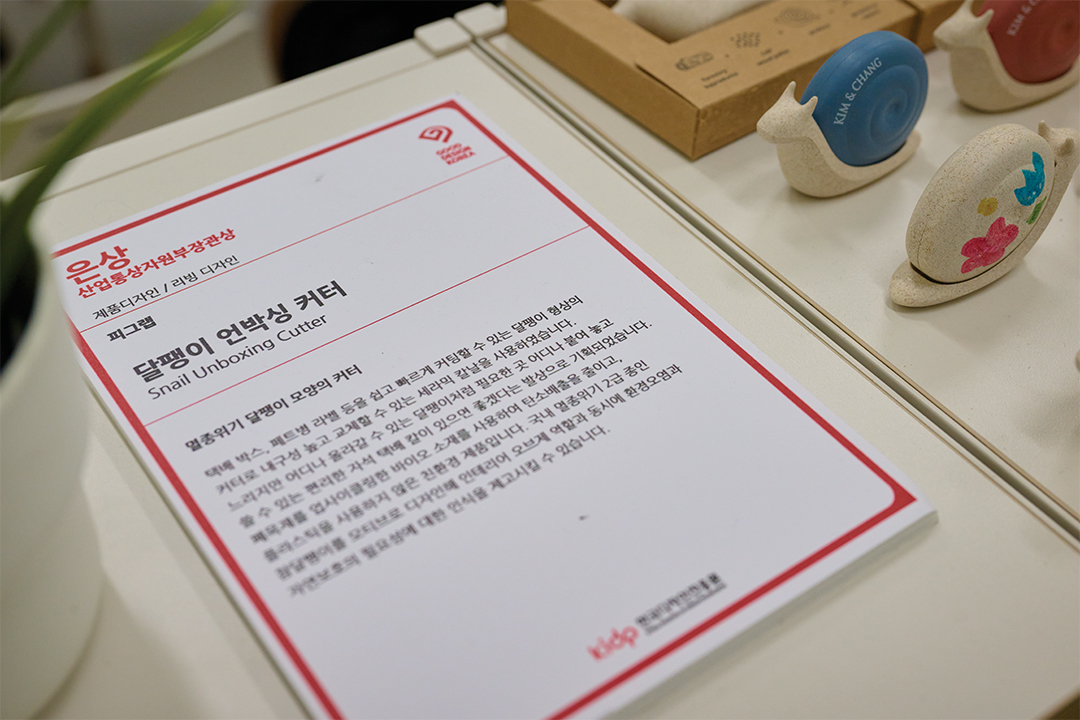 GOOD
DESIGN
KOREA
은상
산업통상자원부장관상
제품디자인 / 리빙 디자인
피그랩
달팽이 언박싱 커터
Snail Unboxing Cutter
멸종위기 달팽이 모양의 커터
택배 박스, 페트병 라벨 등을 쉽고 빠르게 커팅할 수 있는 달팽이 형상의
커터로 내구성 높고 교체할 수 있는 세라믹 칼날을 사용하였습니다.
느리지만 어디나 올라갈 수 있는 달팽이처럼 필요한 곳 어디나 붙여 놓고
쓸 수 있는 편리한 자석 택배 칼이 있으면 좋겠다는 발상으로 기획되었습니다.
폐목재를 업사이클링한 바이오 소재를 사용하여 탄소배출을 줄이고,
플라스틱을 사용하지 않은 친환경 제품입니다. 국내 멸종위기 2급 종인
참달팽이를 모티브로 디자인해 인테리어 오브제 역할과 동시에 환경오염과
자연보호의 필요성에 대한 인식을 제고시킬 수 있습니다.
kidp 한국디자인진흥원
KIM & CHANG
KIM & CHANG